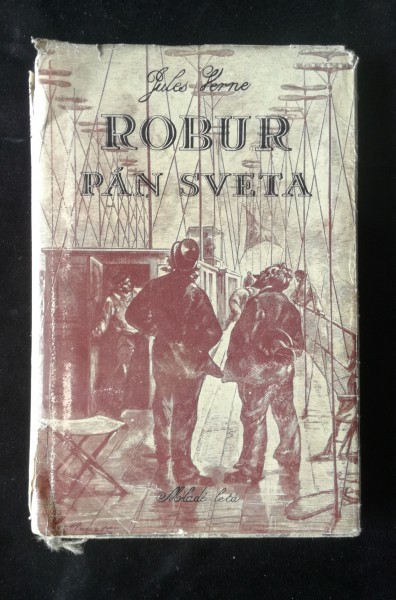 Jules Verne
ROBUR
PÁN SVETA
Mladé letá